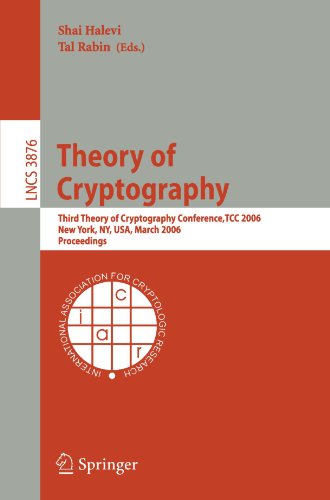 Shai Halevi
Tal Rabin (Eds.)
LNCS 3876
Theory of
Cryptography
Third Theory of Cryptography Conference,TCC 2006
New York, NY, USA, March 2006
Proceedings
INTERNATIONAL ASSOCIATION FOR CRYPTOLOGIC RESEARCH
i
a
c
r
Springer